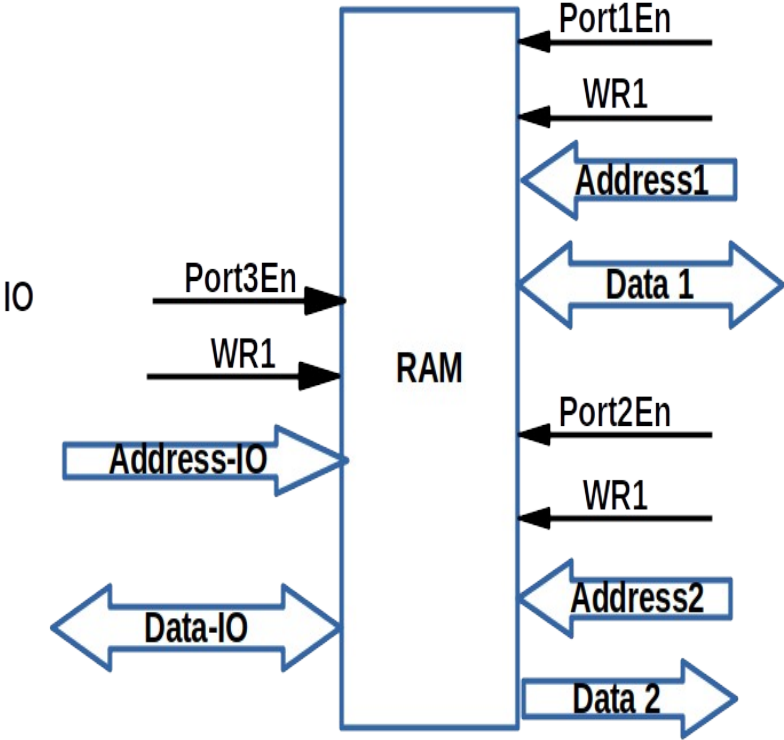 Port1En
WR1
Address1
Data 1
IO
Port3En
WR1
Address-IO
Data-IO
RAM
Port2En
WR1
Address2
Data 2